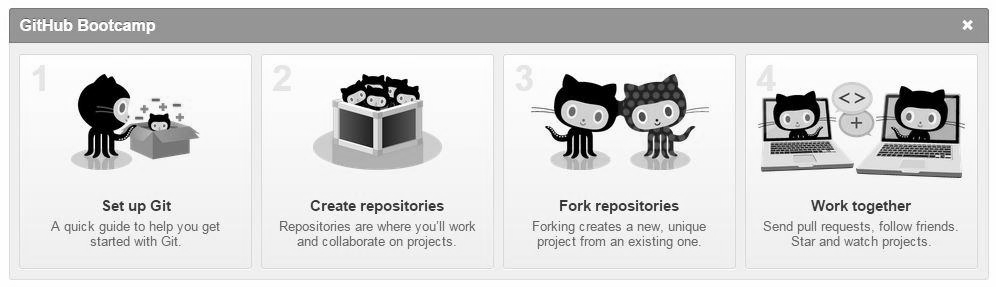 GitHub Bootcamp
1
Set up Git
A quick guide to help you get
started with Git.
2
Create repositories
Repositories are where you'll work
and collaborate on projects.
3
Fork repositories
Forking creates a new, unique
project from an existing one.
4
Work together
Send pull requests, follow friends.
Star and watch projects.